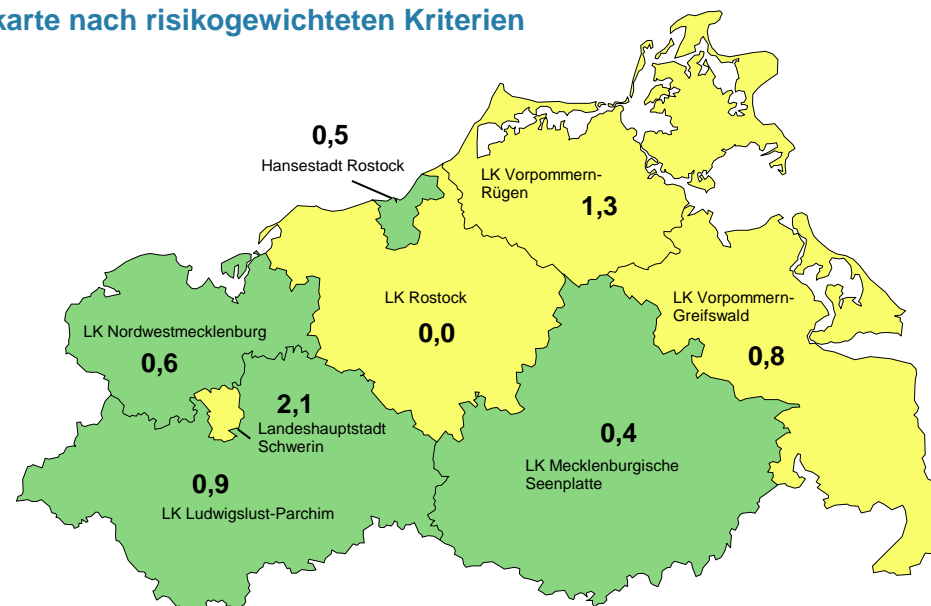 karte nach risikogewichteten Kriterien
0,5
Hansestadt Rostock
LK Vorpommern-
Rügen
1,3
LK Rostock
0,0
LK Vorpommern-
Greifswald
0,8
LK Nordwestmecklenburg
0,6
2,1
Landeshauptstadt
Schwerin
0,4
LK Mecklenburgische
Seenplatte
0,9
LK Ludwigslust-Parchim